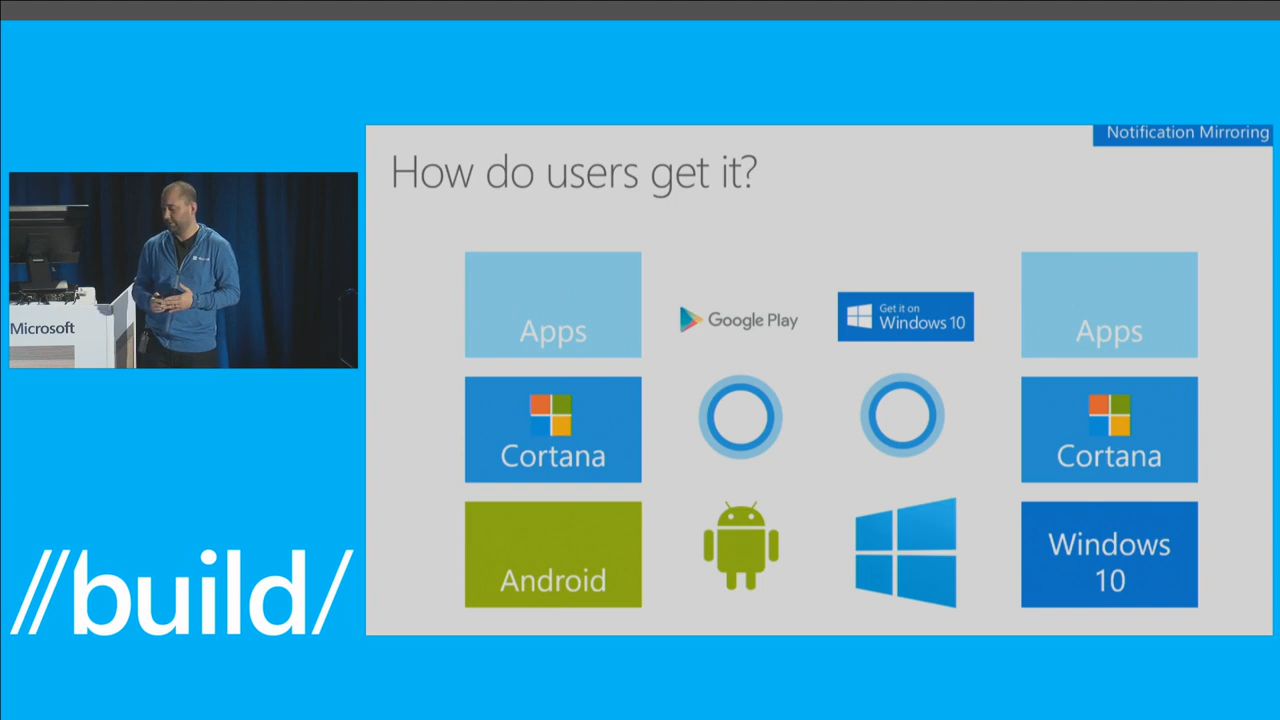 Notification Mirroring
How do users get it?
Apps
Google Play
Get it on
Windows 10
Apps
Microsoft
Cortana
Cortana
Android
Windows
10
//build/